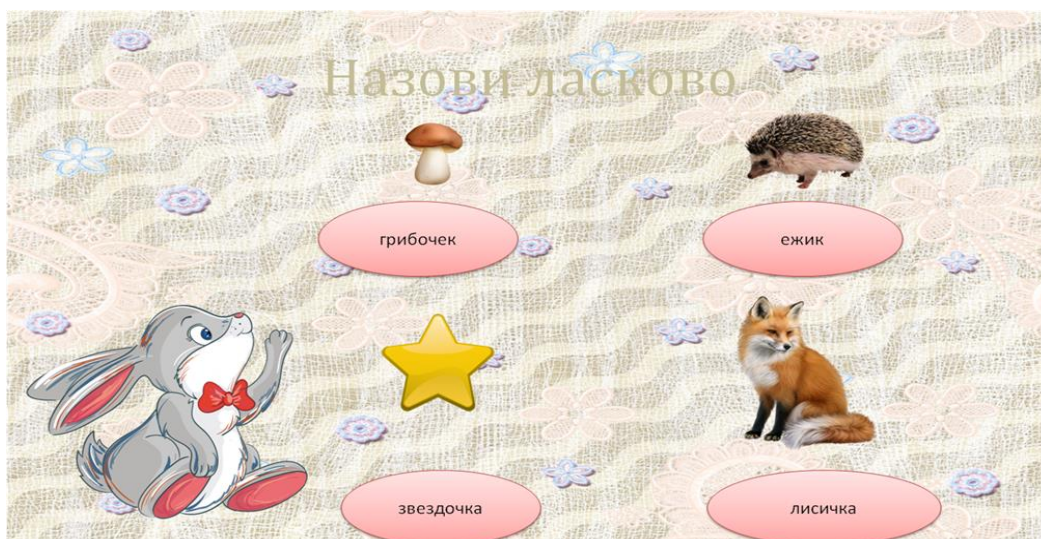 Назови ласково
грибочек
ежик
звездочка
лисичка